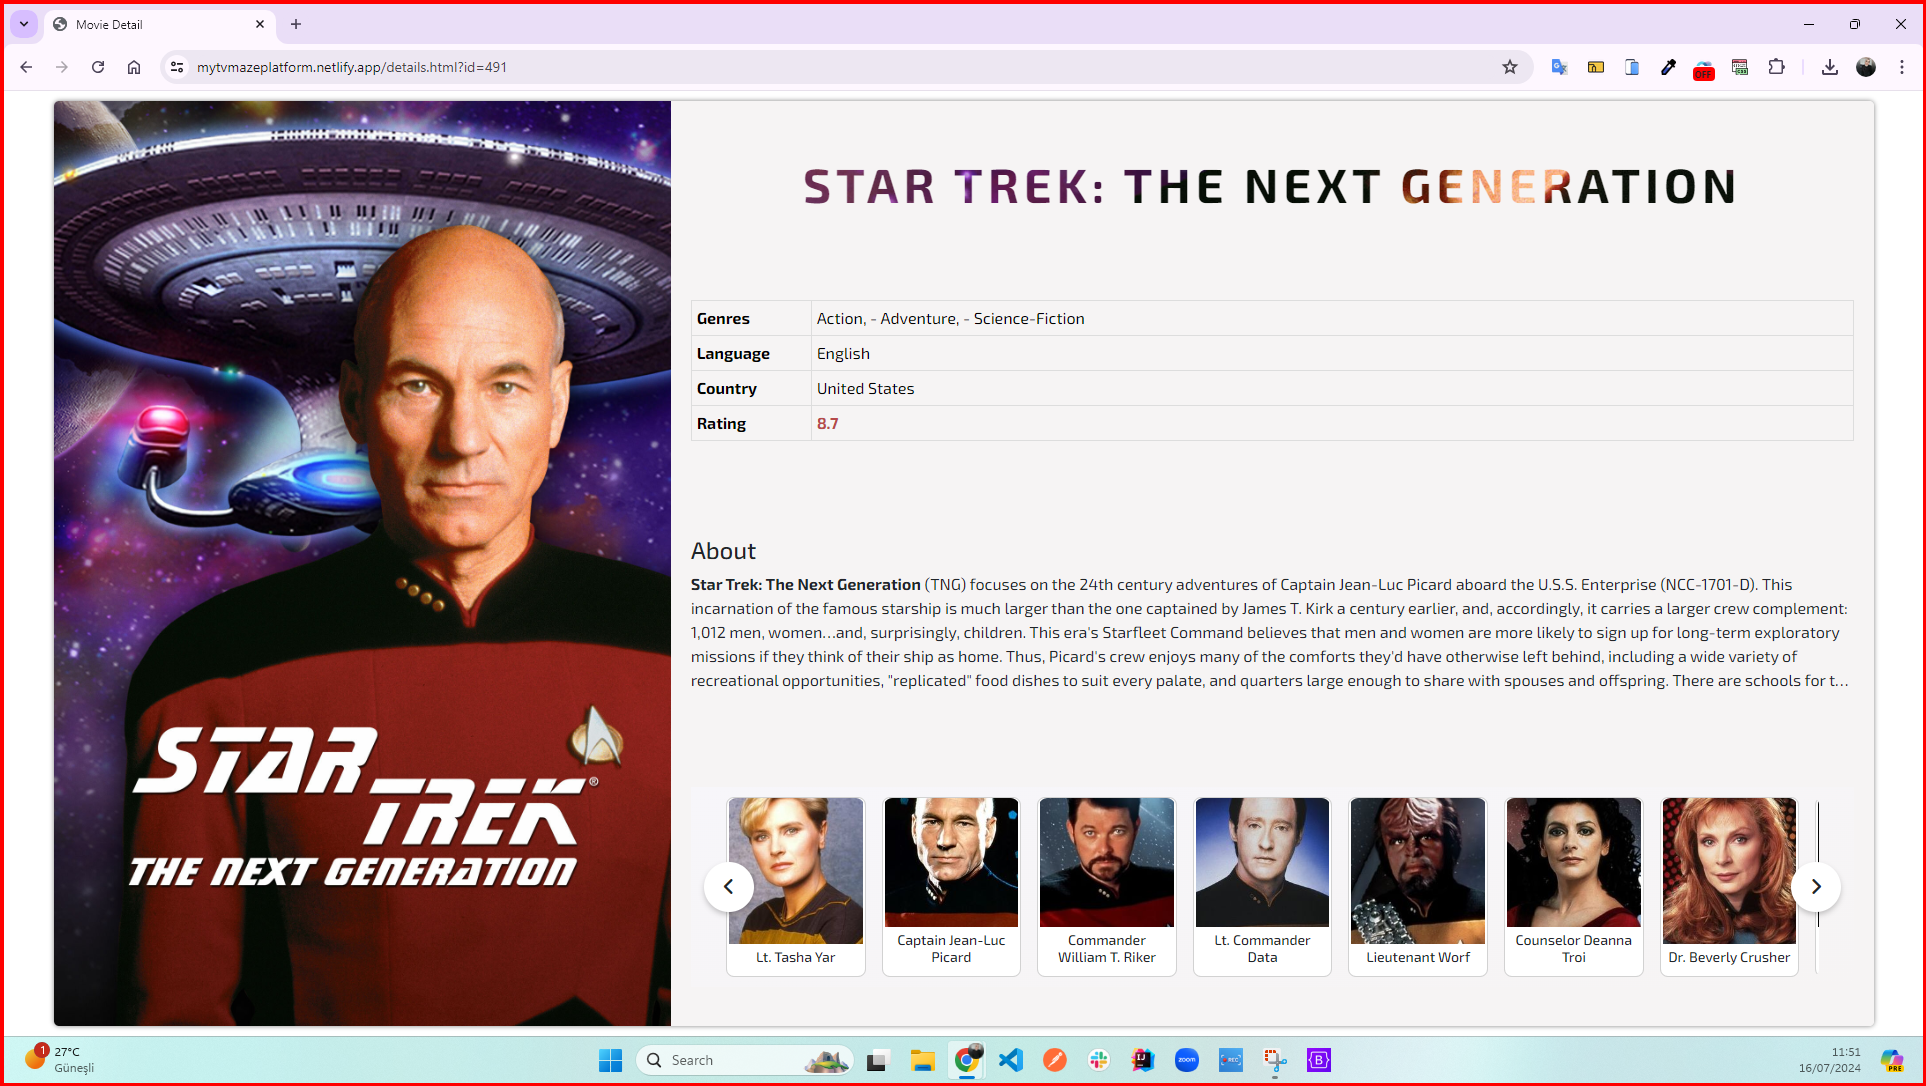 Movie Detail
mytvmazeplatform.netlify.app/details.html?id=491
OFF
STAR TREK: THE NEXT GENERATION
Genres Action, - Adventure, - Science-Fiction
Language English
Country United States
Rating 8.7
About
Star Trek: The Next Generation (TNG) focuses on the 24th century adventures of Captain Jean-Luc Picard aboard the U.S.S. Enterprise (NCC-1701-D). This
incarnation of the famous starship is much larger than the one captained by James T. Kirk a century earlier, and, accordingly, it carries a larger crew complement:
1,012 men, women…and, surprisingly, children. This era's Starfleet Command believes that men and women are more likely to sign up for long-term exploratory
missions if they think of their ship as home. Thus, Picard's crew enjoys many of the comforts they'd have otherwise left behind, including a wide variety of
recreational opportunities, "replicated" food dishes to suit every palate, and quarters large enough to share with spouses and offspring. There are schools for t…
STAR
TREK®
THE NEXT GENERATION
Lt. Tasha Yar
Captain Jean-Luc
Picard
Commander
William T. Riker
Lt. Commander
Data
Lieutenant Worf
Counselor Deanna
Troi
Dr. Beverly Crusher
1
27°C
Güneşli
Search
zoom
REC
B
11:51
16/07/2024
PRE